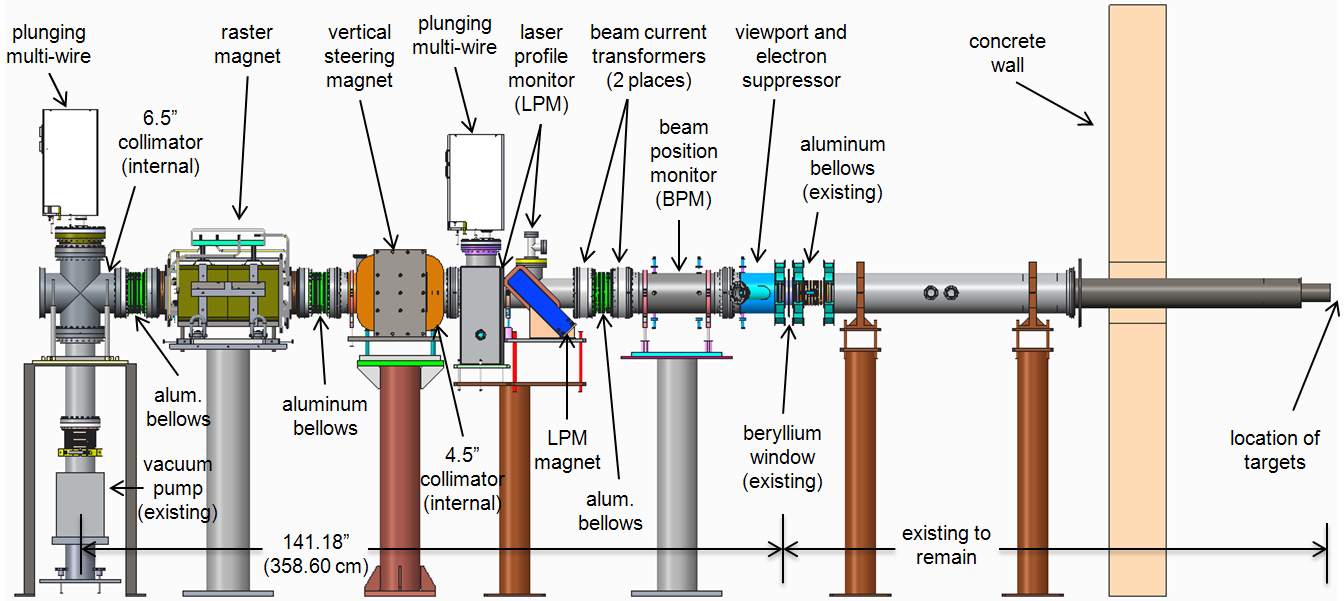 plunging
multi-wire
raster
magnet
vertical
steering
magnet
plunging
multi-wire
laser
profile
monitor
(LPM)
beam current
transformers
(2 places)
viewport and
electron
suppressor
concrete
wall
6.5”
collimator
(internal)
beam
position
monitor
(BPM)
aluminum
bellows
(existing)
alum.
bellows
aluminum
bellows
4.5”
collimator
(internal)
LPM
magnet
alum.
bellows
beryllium
window
(existing)
location of
targets
vacuum
pump
(existing)
141.18”
(358.60 cm)
existing to
remain